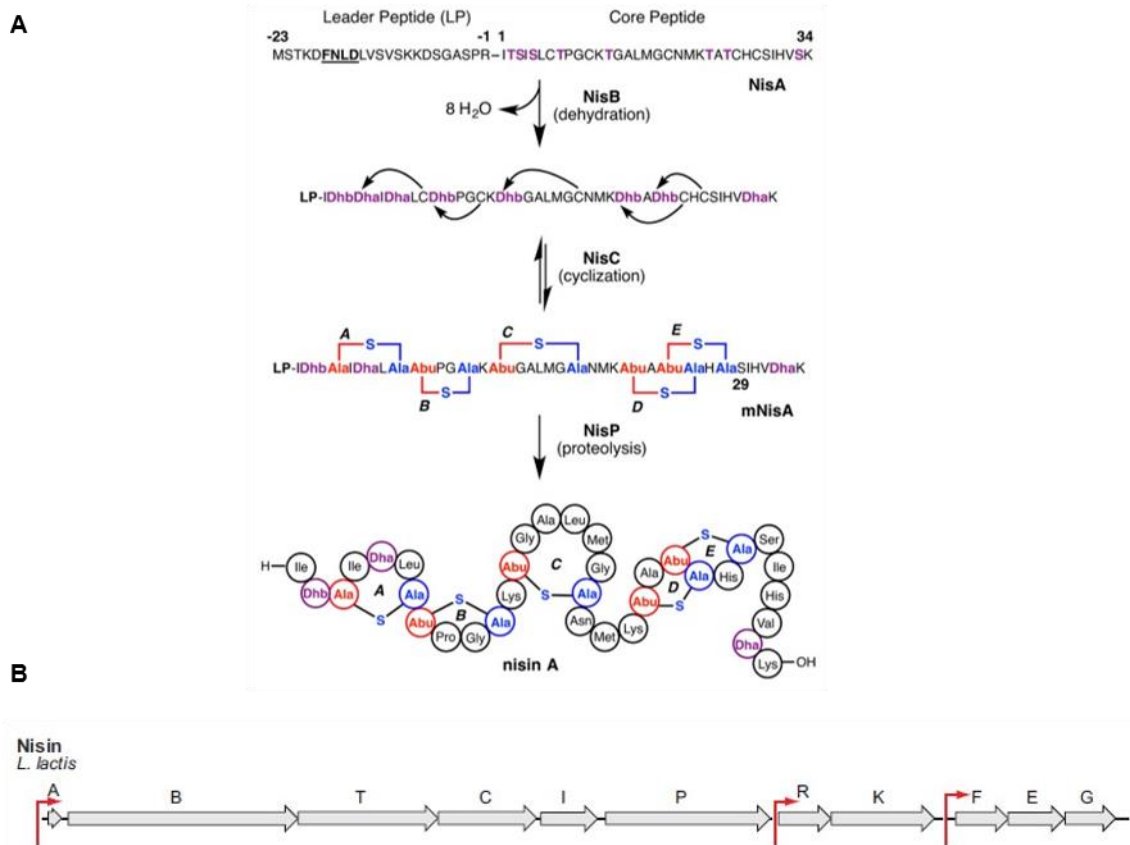 A
Leader Peptide (LP) Core Peptide
-23 -1 1 34
MSTKDFNLDLVSVSKKDSGASPR–ITSISLCTPGCKTGALMGCNMKTATCHCSIHVSK
NisA
NisB
8 H₂O (dehydration)
LP-IDhbDhaIDhaLCDhbPGCKDhbGALMGCNMKDhbADhbCHCSIHVDhaK
NisC
(cyclization)
A C E
S S S
LP-IDhbAlaIDhaLAlaAbuPGAlaKAbuGALMGAlaNMKAbuAAbuAlaHAlaSIHVDhaK
S S 29
B D mNisA
NisP
(proteolysis)
H Ile Dhb Ala Ile Dha Leu Ala Abu Pro Gly Ala Lys Abu Gly Ala Leu Met Gly Ala Asn Met Lys Abu Ala Abu Ala His Ala Ser Ile His Val Dha Lys OH
A S B S C S D S E S
nisin A
B
Nisin
L. lactis
A B T C I P R K F E G